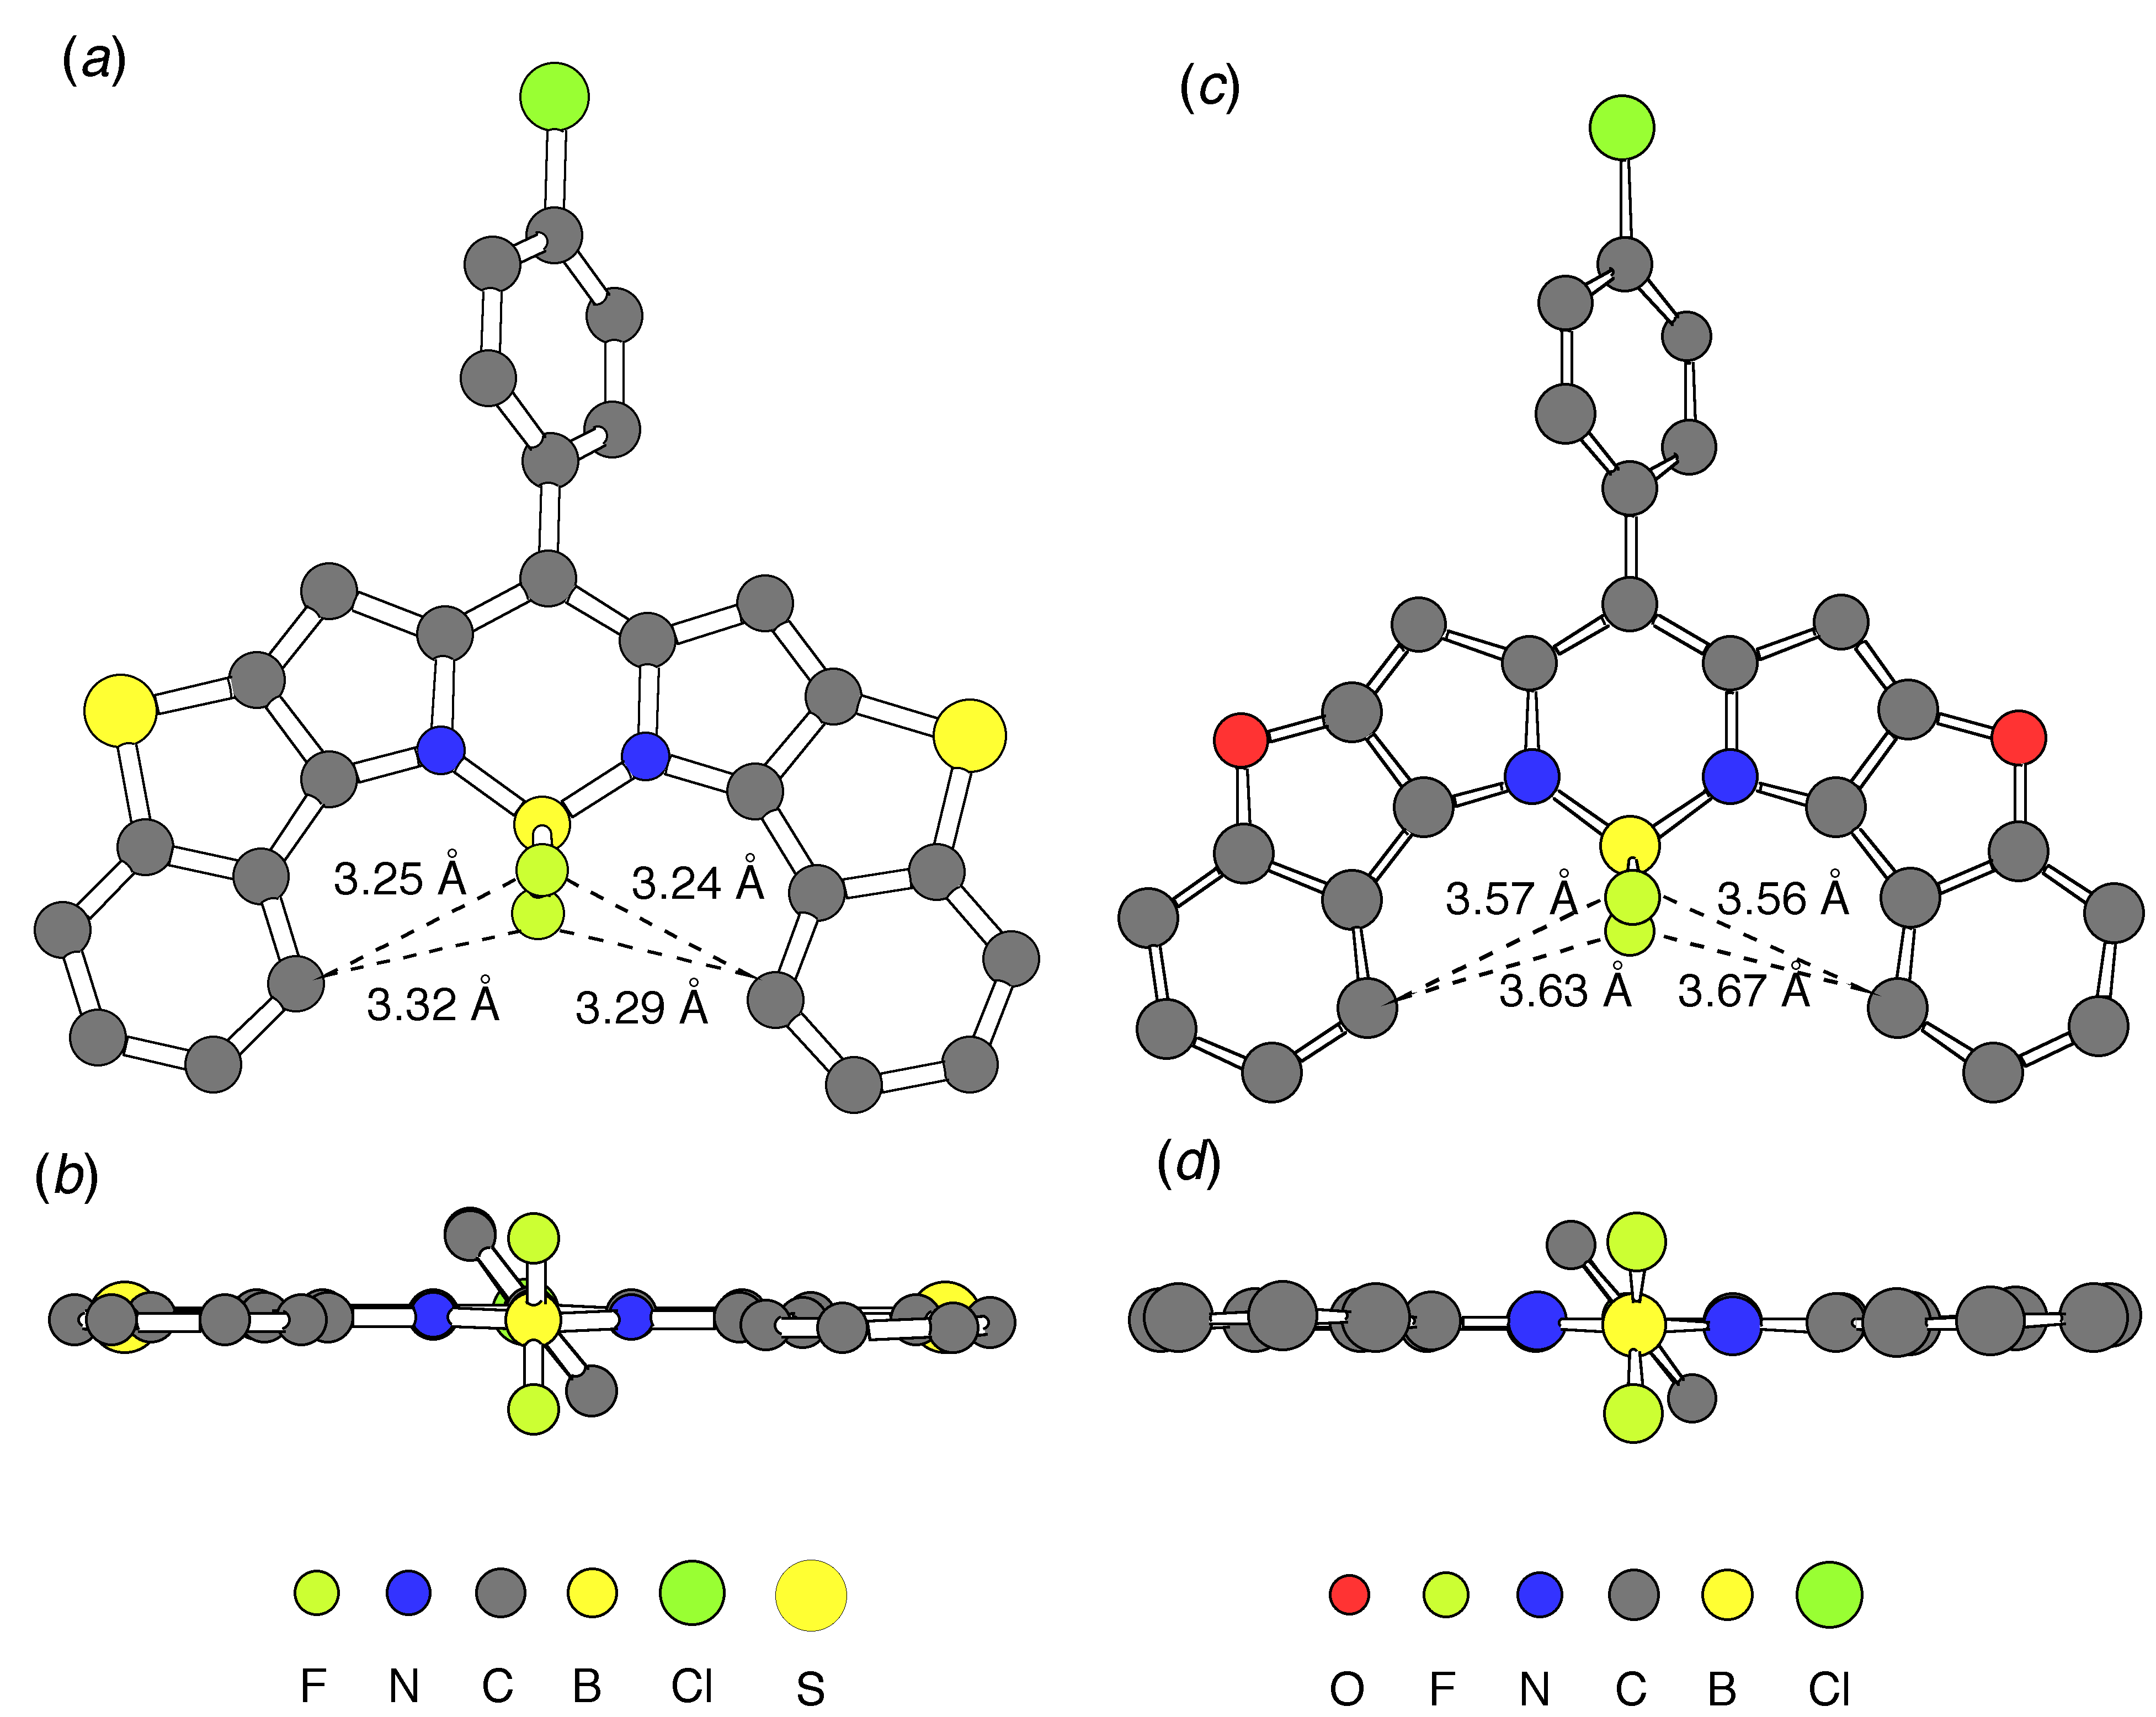 (a)
(c)
3.25 Å 3.24 Å
3.32 Å 3.29 Å
3.57 Å 3.56 Å
3.63 Å 3.67 Å
(b)
(d)
F N C B Cl S
O F N C B Cl